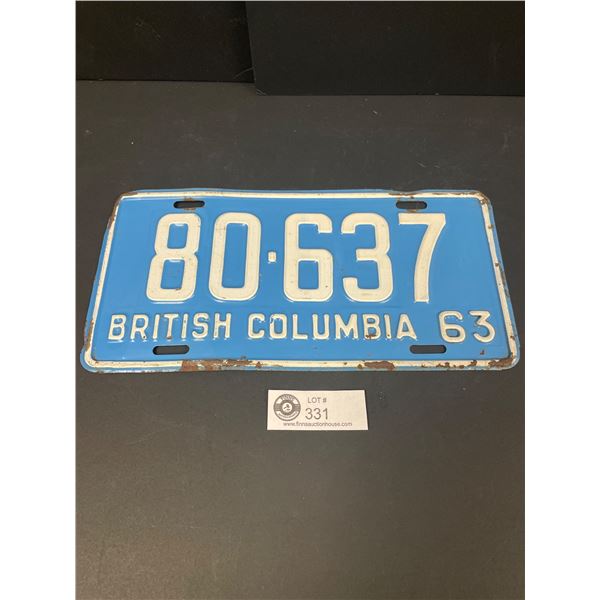 80-637
BRITISH COLUMBIA 63
LOT #
331
www.finnsauctionhouse.com